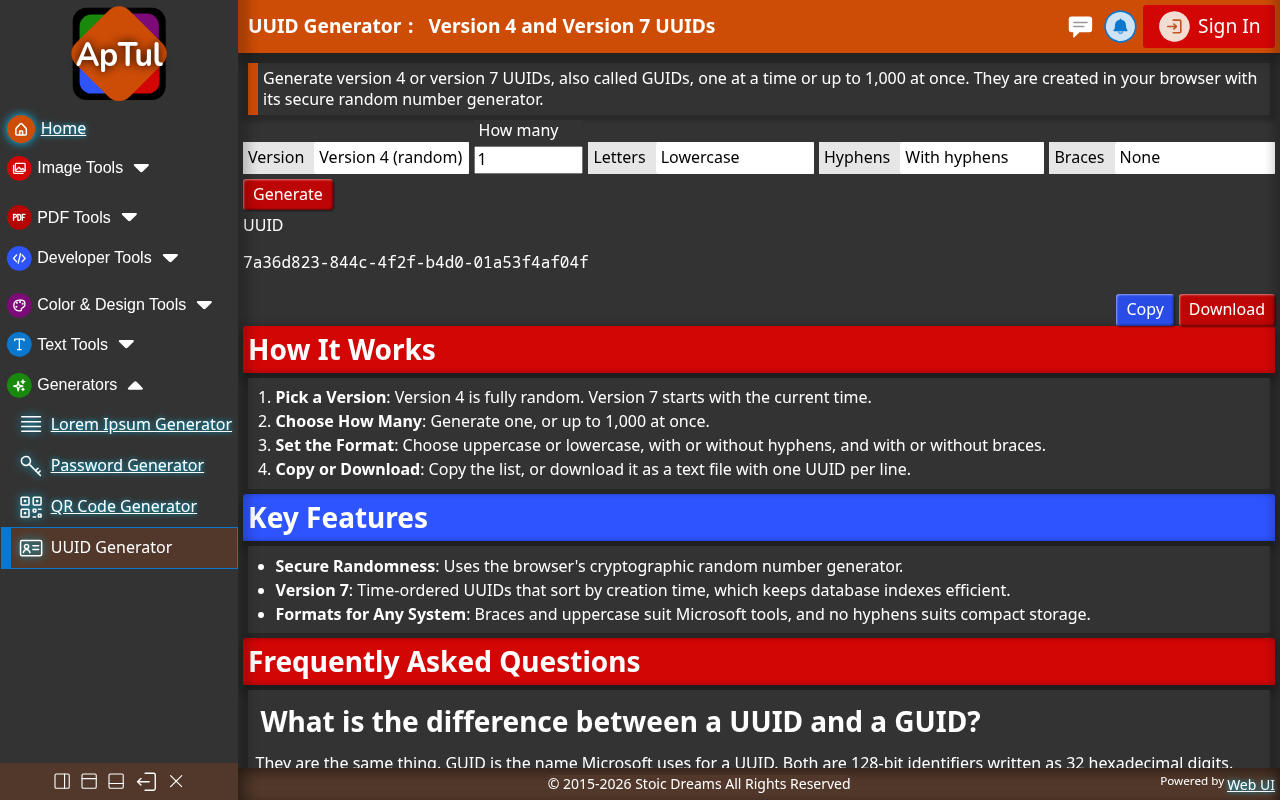 ApTul
Home
Image Tools
PDF Tools
Developer Tools
Color & Design Tools
Text Tools
Generators
Lorem Ipsum Generator
Password Generator
QR Code Generator
UUID Generator
UUID Generator : Version 4 and Version 7 UUIDs
Sign In
Generate version 4 or version 7 UUIDs, also called GUIDs, one at a time or up to 1,000 at once. They are created in your browser with
its secure random number generator.
How many
Version Version 4 (random) 1 Letters Lowercase Hyphens With hyphens Braces None
Generate
UUID
7a36d823-844c-4f2f-b4d0-01a53f4af04f
Copy Download
How It Works
1. Pick a Version: Version 4 is fully random. Version 7 starts with the current time.
2. Choose How Many: Generate one, or up to 1,000 at once.
3. Set the Format: Choose uppercase or lowercase, with or without hyphens, and with or without braces.
4. Copy or Download: Copy the list, or download it as a text file with one UUID per line.
Key Features
• Secure Randomness: Uses the browser's cryptographic random number generator.
• Version 7: Time-ordered UUIDs that sort by creation time, which keeps database indexes efficient.
• Formats for Any System: Braces and uppercase suit Microsoft tools, and no hyphens suits compact storage.
Frequently Asked Questions
What is the difference between a UUID and a GUID?
They are the same thing. GUID is the name Microsoft uses for a UUID. Both are 128-bit identifiers written as 32 hexadecimal digits.
© 2015-2026 Stoic Dreams All Rights Reserved
Powered by Web UI